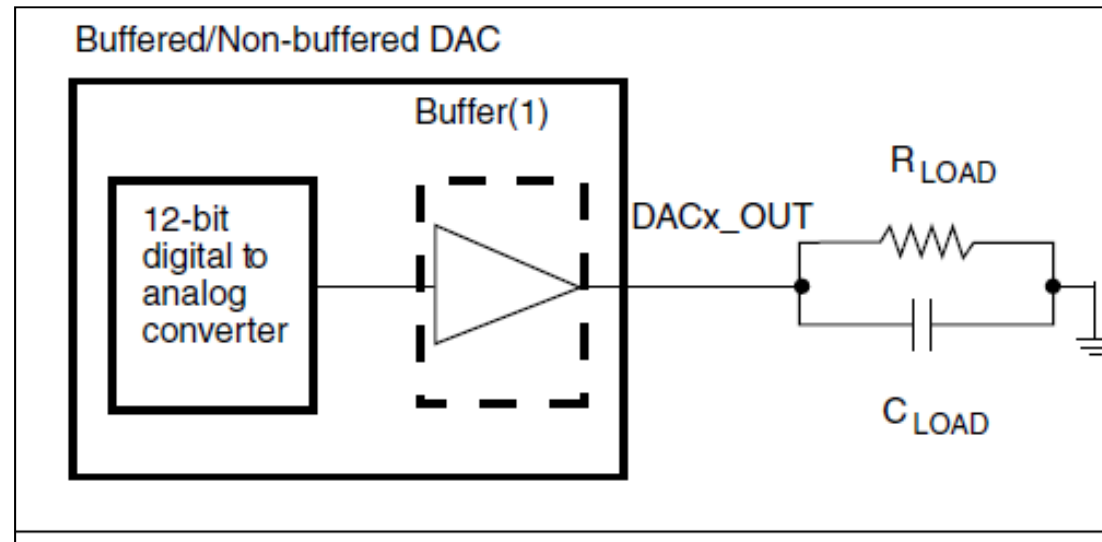 Buffered/Non-buffered DAC
Buffer(1)
12-bit
digital to
analog
converter
DACx_OUT
RLOAD
CLOAD